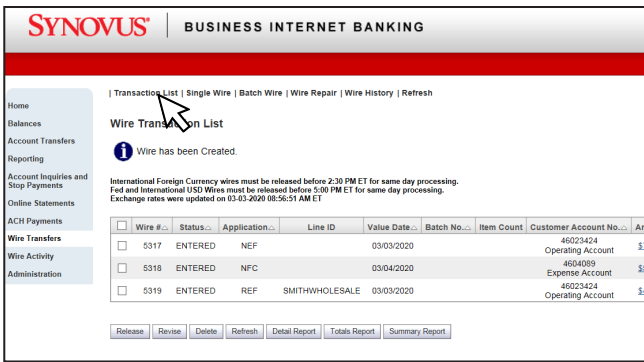 SYNOVUS® BUSINESS INTERNET BANKING
| Transaction List | Single Wire | Batch Wire | Wire Repair | Wire History | Refresh
Home
Balances
Account Transfers
Reporting
Account Inquiries and
Stop Payments
Online Statements
ACH Payments
Wire Transfers
Wire Activity
Administration
Wire Transaction List
Wire has been Created.
International Foreign Currency wires must be released before 2:30 PM ET for same day processing.
Fed and International USD Wires must be released before 5:00 PM ET for same day processing.
Exchange rates were updated on 03-03-2020 08:56:51 AM ET
Wire # Status Application Line ID Value Date Batch No. Item Count Customer Account No.
5317 ENTERED NEF 03/03/2020 46023424
Operating Account
5318 ENTERED NFC 03/04/2020 4604089
Expense Account
5319 ENTERED REF SMITHWHOLESALE 03/03/2020 46023424
Operating Account
Release Revise Delete Refresh Detail Report Totals Report Summary Report